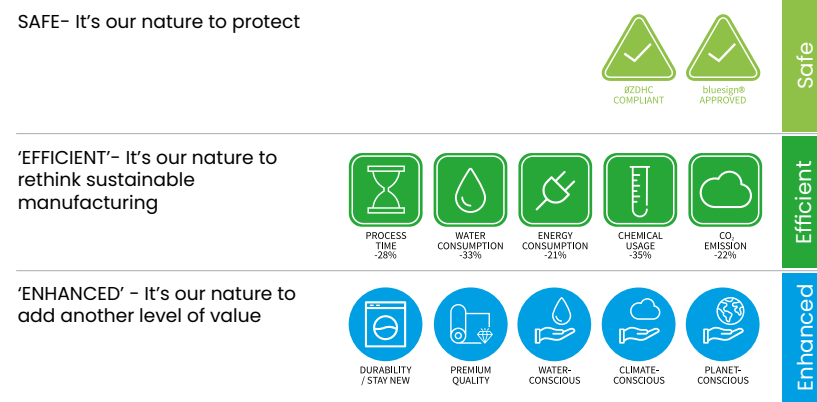 SAFE– It’s our nature to protect
ØZDHC
COMPLIANT
bluesign®
APPROVED
Safe
‘EFFICIENT’– It’s our nature to
rethink sustainable
manufacturing
PROCESS
TIME
-28%
WATER
CONSUMPTION
-33%
ENERGY
CONSUMPTION
-21%
CHEMICAL
USAGE
-35%
CO₂
EMISSION
-22%
Efficient
‘ENHANCED’ – It’s our nature to
add another level of value
DURABILITY
/ STAY NEW
PREMIUM
QUALITY
WATER-
CONSCIOUS
CLIMATE-
CONSCIOUS
PLANET-
CONSCIOUS
Enhanced